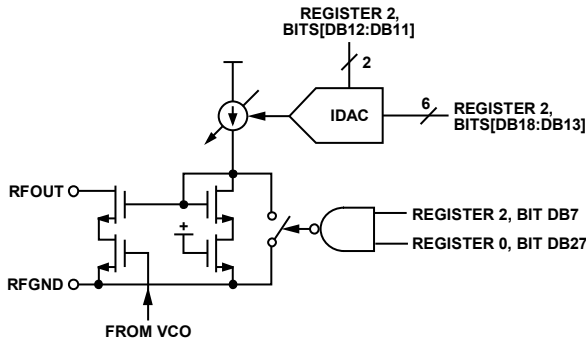 REGISTER 2,
BITS[DB12:DB11]
2
IDAC
6
REGISTER 2,
BITS[DB18:DB13]
RFOUT
+
REGISTER 2, BIT DB7
REGISTER 0, BIT DB27
RFGND
FROM VCO